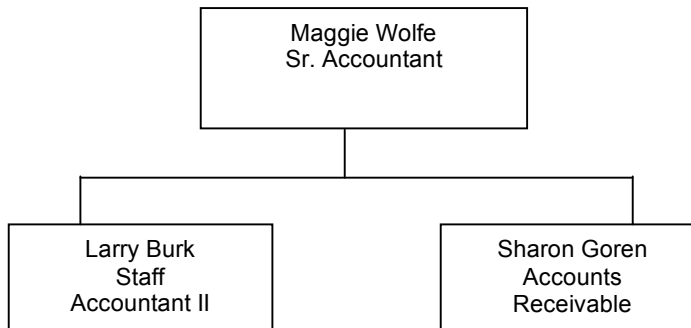 Maggie Wolfe
Sr. Accountant
Larry Burk
Staff
Accountant II
Sharon Goren
Accounts
Receivable